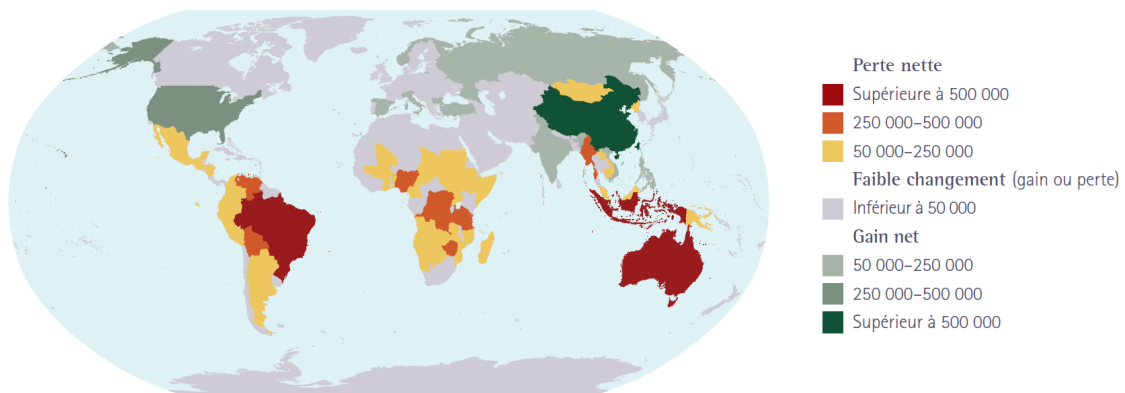 Perte nette
Supérieure à 500 000
250 000–500 000
50 000–250 000
Faible changement (gain ou perte)
Inférieur à 50 000
Gain net
50 000–250 000
250 000–500 000
Supérieur à 500 000